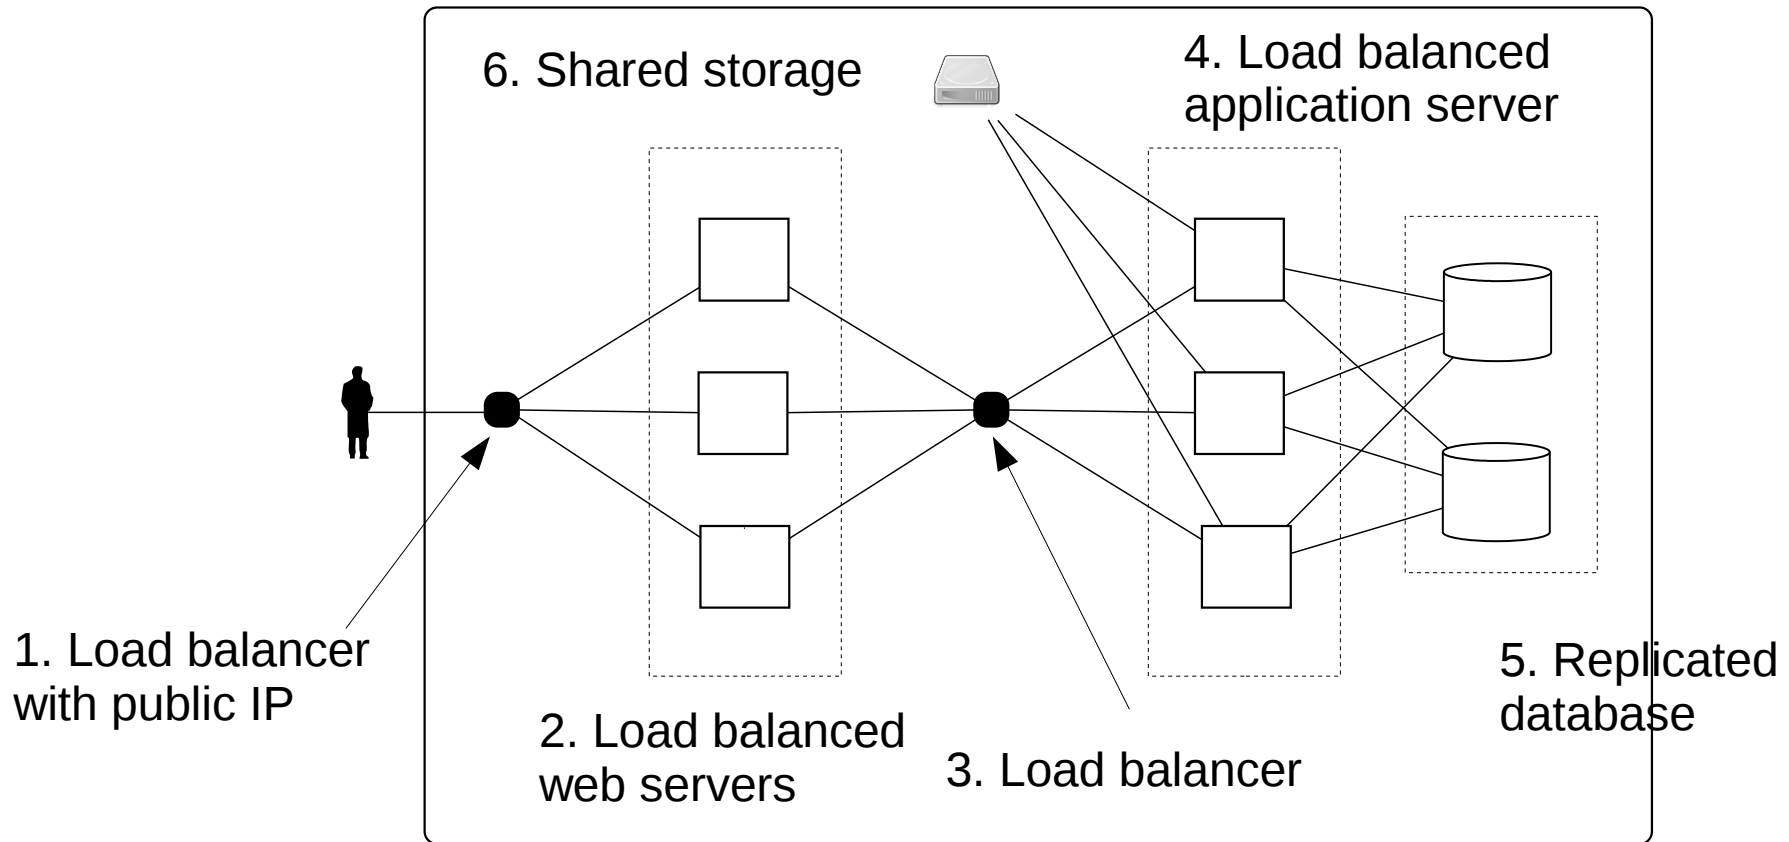 6. Shared storage
4. Load balanced
application server
1. Load balancer
with public IP
5. Replicated
database
2. Load balanced
web servers
3. Load balancer